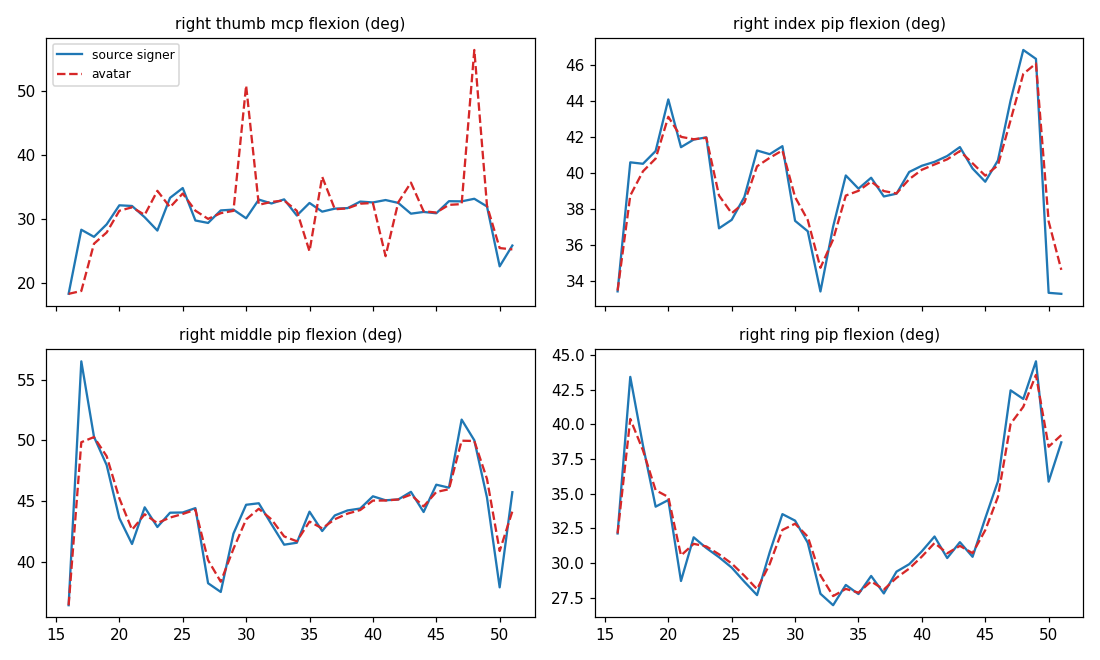 right thumb mcp flexion (deg)
source signer
avatar
50
40
30
20
right index pip flexion (deg)
46
44
42
40
38
36
34
right middle pip flexion (deg)
55
50
45
40
15 20 25 30 35 40 45 50
right ring pip flexion (deg)
45.0
42.5
40.0
37.5
35.0
32.5
30.0
27.5
15 20 25 30 35 40 45 50